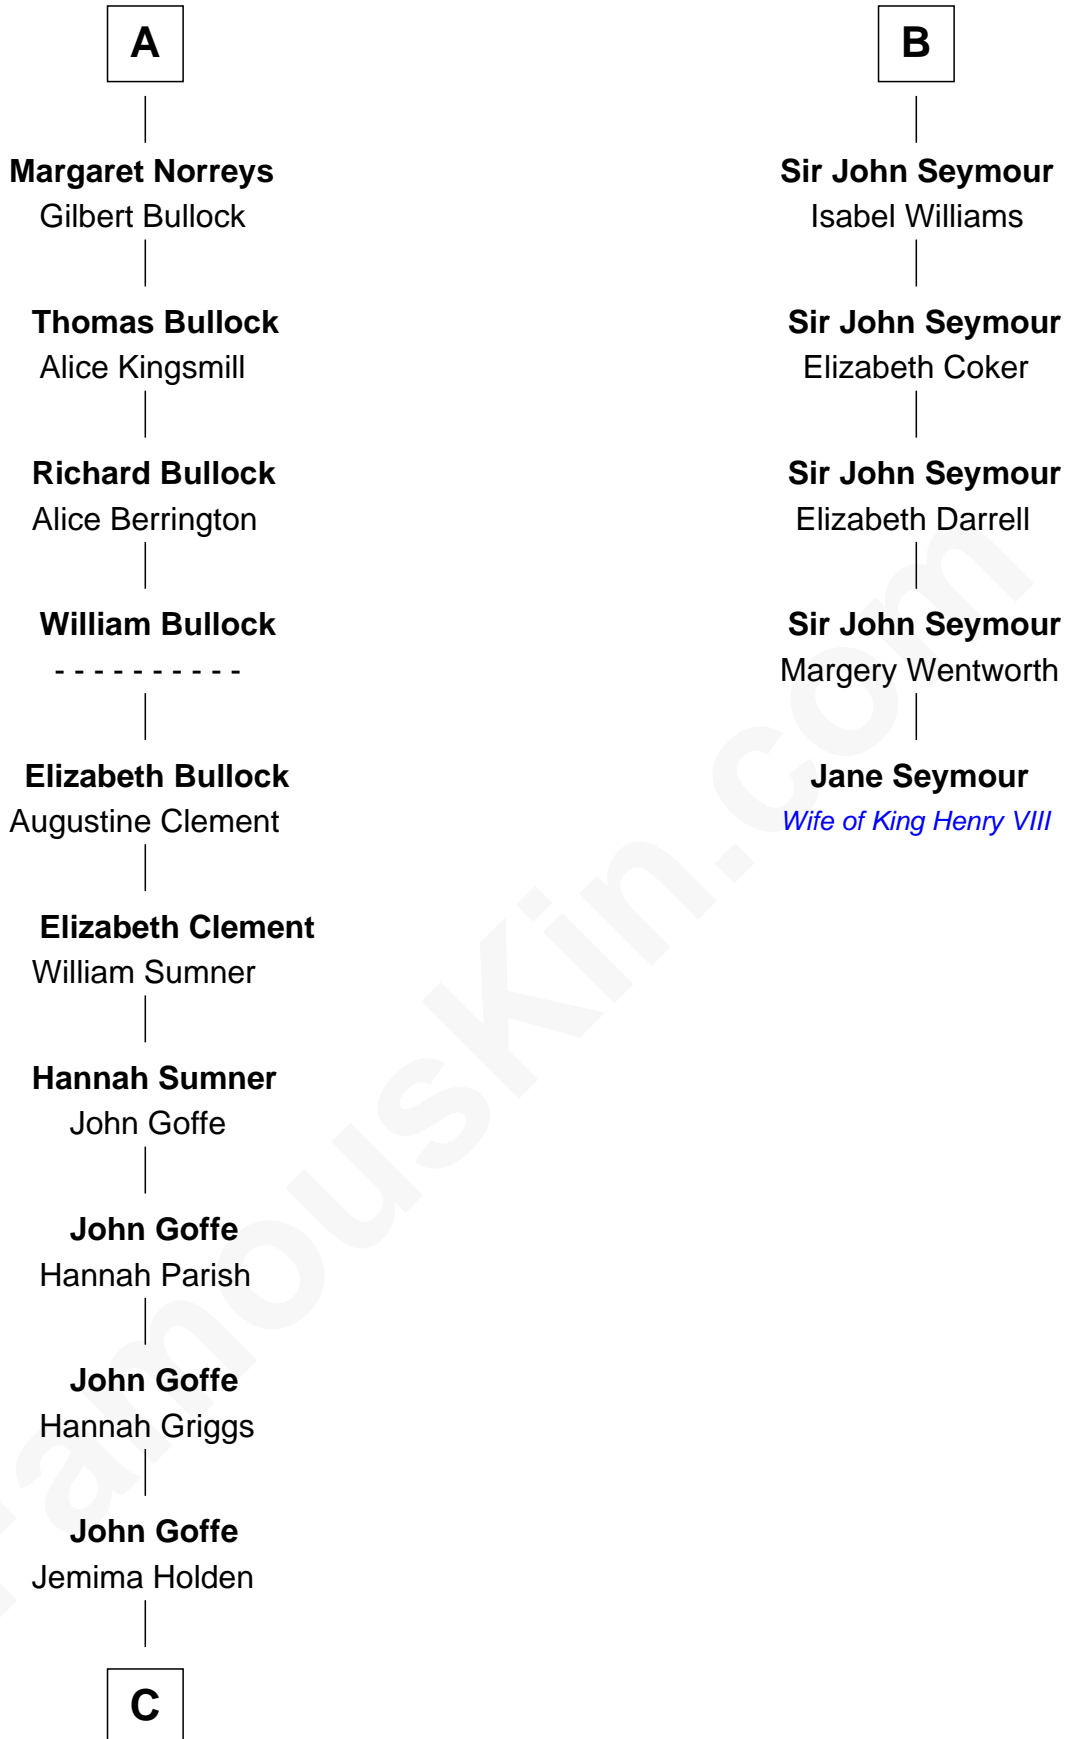 A
Margaret Norreys
Gilbert Bullock
Thomas Bullock
Alice Kingsmill
Richard Bullock
Alice Berrington
William Bullock
- - - - - - - - - -
Elizabeth Bullock
Augustine Clement
Elizabeth Clement
William Sumner
Hannah Sumner
John Goffe
John Goffe
Hannah Parish
John Goffe
Hannah Griggs
John Goffe
Jemima Holden
C
B
Sir John Seymour
Isabel Williams
Sir John Seymour
Elizabeth Coker
Sir John Seymour
Elizabeth Darrell
Sir John Seymour
Margery Wentworth
Jane Seymour
Wife of King Henry VIII
FamousKin.com